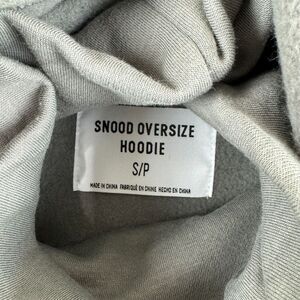 SNOOD OVERSIZE
HOODIE
S/P
MADE IN CHINA FABRIQUÉ EN CHINE HECHO EN CHINA